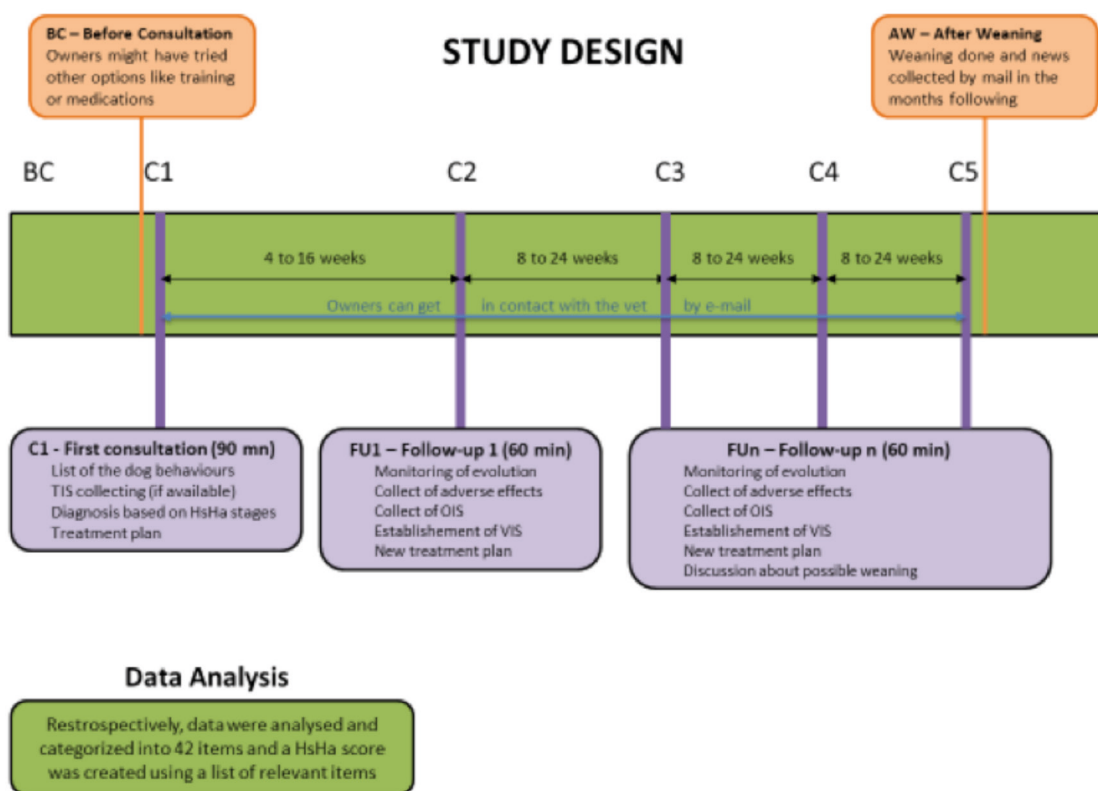 BC – Before Consultation
Owners might have tried
other options like training
or medications
STUDY DESIGN
AW – After Weaning
Weaning done and news
collected by mail in the
months following
BC
C1
C2
C3
C4
C5
4 to 16 weeks
8 to 24 weeks
8 to 24 weeks
8 to 24 weeks
Owners can get in contact with the vet by e-mail
C1 - First consultation (90 mn)
List of the dog behaviours
TIS collecting (if available)
Diagnosis based on HsHa stages
Treatment plan
FU1 – Follow-up 1 (60 min)
Monitoring of evolution
Collect of adverse effects
Collect of OIS
Establishement of VIS
New treatment plan
FUn – Follow-up n (60 min)
Monitoring of evolution
Collect of adverse effects
Collect of OIS
Establishement of VIS
New treatment plan
Discussion about possible weaning
Data Analysis
Restrospectively, data were analysed and
categorized into 42 items and a HsHa score
was created using a list of relevant items